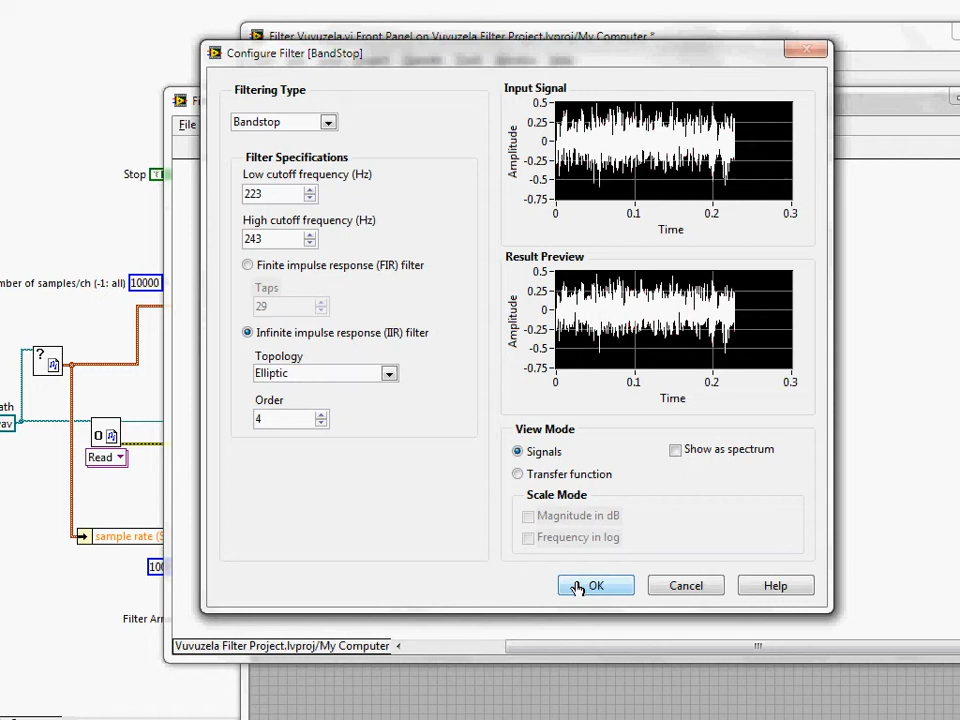 Filter Vuvuzela.vi Front Panel on Vuvuzela Filter Project.lvproj/My Computer *
Configure Filter [BandStop]
File
Stop
Number of samples/ch (-1: all) 10000
?
Read
sample rate (S
100
Filter Arr
Filtering Type
Bandstop
Filter Specifications
Low cutoff frequency (Hz)
223
High cutoff frequency (Hz)
243
Finite impulse response (FIR) filter
Taps
29
Infinite impulse response (IIR) filter
Topology
Elliptic
Order
4
Input Signal
Amplitude
0.5
0.25
0
-0.25
-0.5
-0.75
0 0.1 0.2 0.3
Time
Result Preview
Amplitude
0.5
0.25
0
-0.25
-0.5
-0.75
0 0.1 0.2 0.3
Time
View Mode
Signals
Show as spectrum
Transfer function
Scale Mode
Magnitude in dB
Frequency in log
OK Cancel Help
Vuvuzela Filter Project.lvproj/My Computer